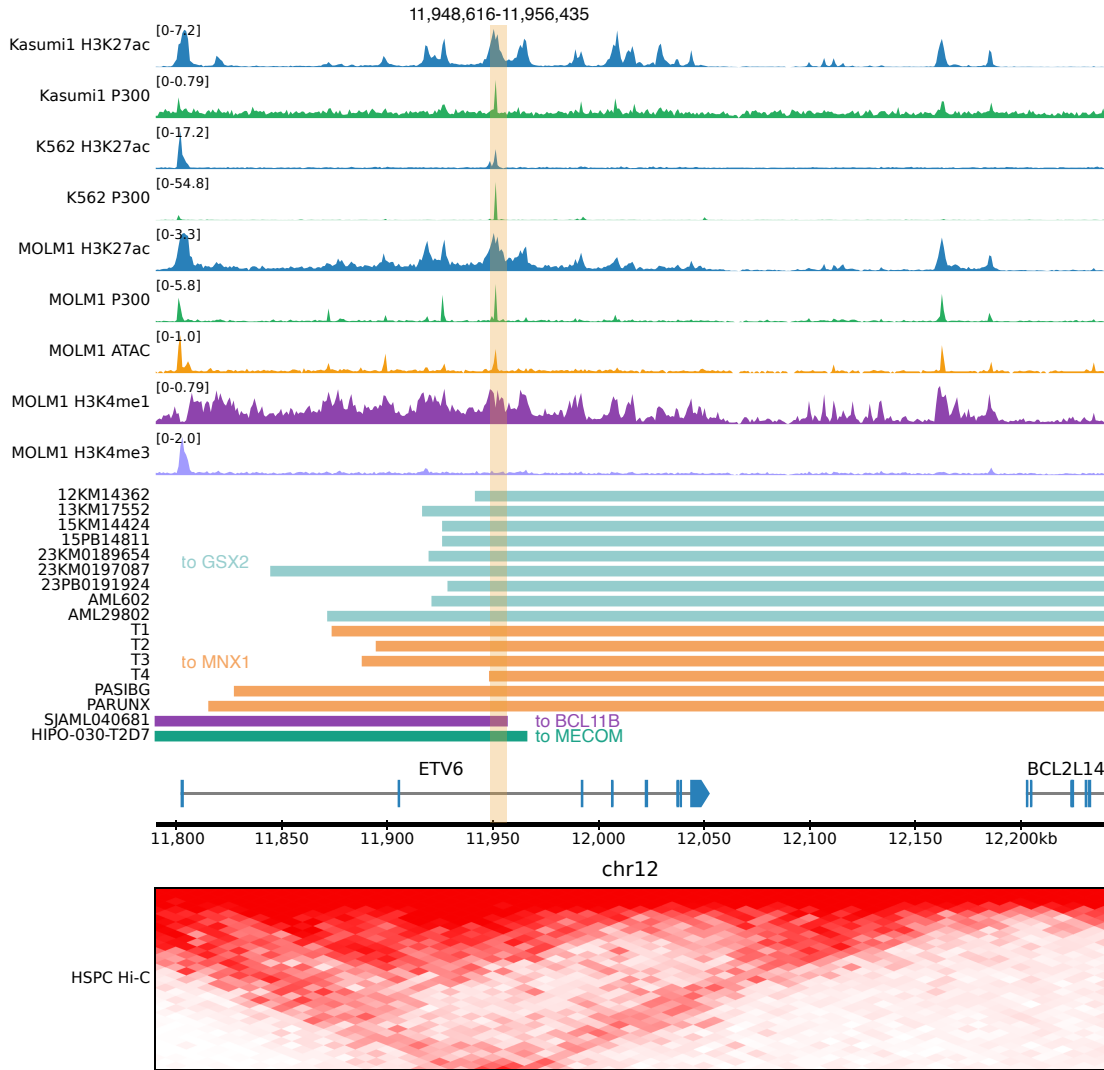 11,948,616-11,956,435
Kasumi1 H3K27ac [0-7.2]
Kasumi1 P300 [0-0.79]
K562 H3K27ac [0-17.2]
K562 P300 [0-54.8]
MOLM1 H3K27ac [0-3.3]
MOLM1 P300 [0-5.8]
MOLM1 ATAC [0-1.0]
MOLM1 H3K4me1 [0-0.79]
MOLM1 H3K4me3 [0-2.0]
12KM14362
13KM17552
15KM14424
15PB14811
23KM0189654
to GSX2
23KM0197087
23PB0191924
AML602
AML29802
T1
T2
T3
to MNX1
T4
PASIBG
PARUNX
SJAML040681 to BCL11B
HIPO-030-T2D7 to MECOM
ETV6 BCL2L14
11,800 11,850 11,900 11,950 12,000 12,050 12,100 12,150 12,200kb
chr12
HSPC Hi-C